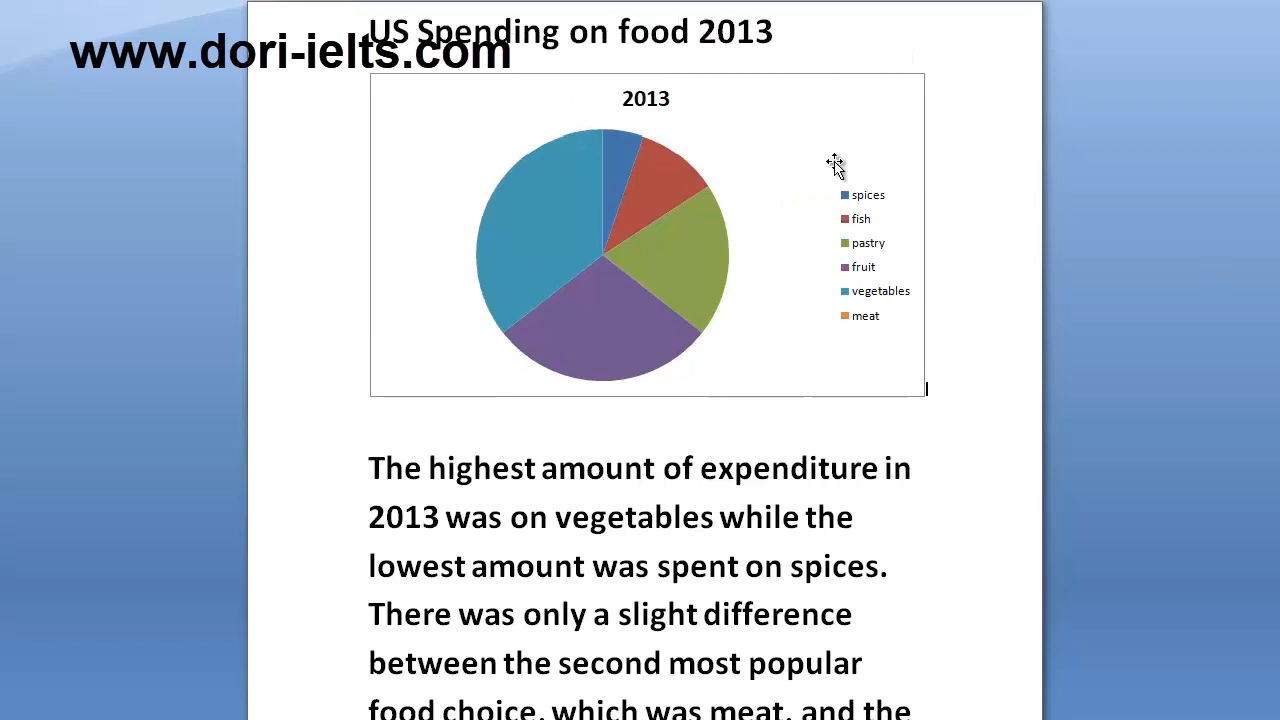 US Spending on food 2013
www.dori-ielts.com
2013
spices
fish
pastry
fruit
vegetables
meat
The highest amount of expenditure in
2013 was on vegetables while the
lowest amount was spent on spices.
There was only a slight difference
between the second most popular
food choice, which was meat, and the